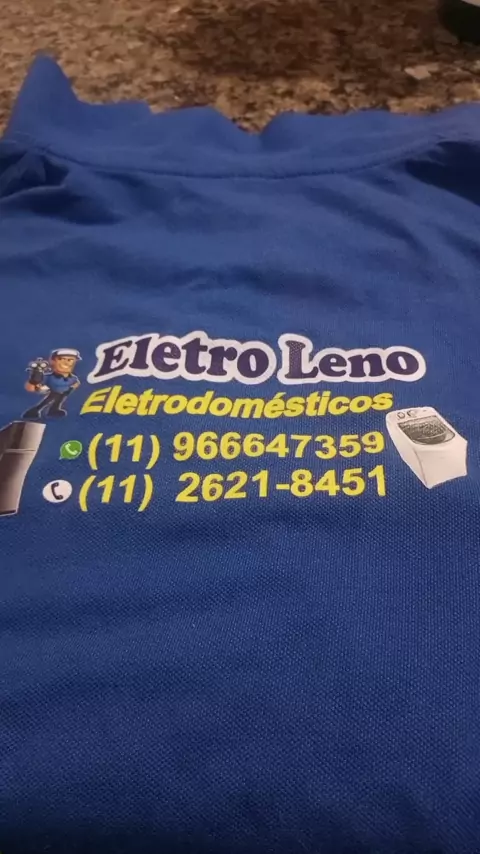 Eletro Leno
Eletrodomésticos
(11) 966647359
(11) 2621-8451